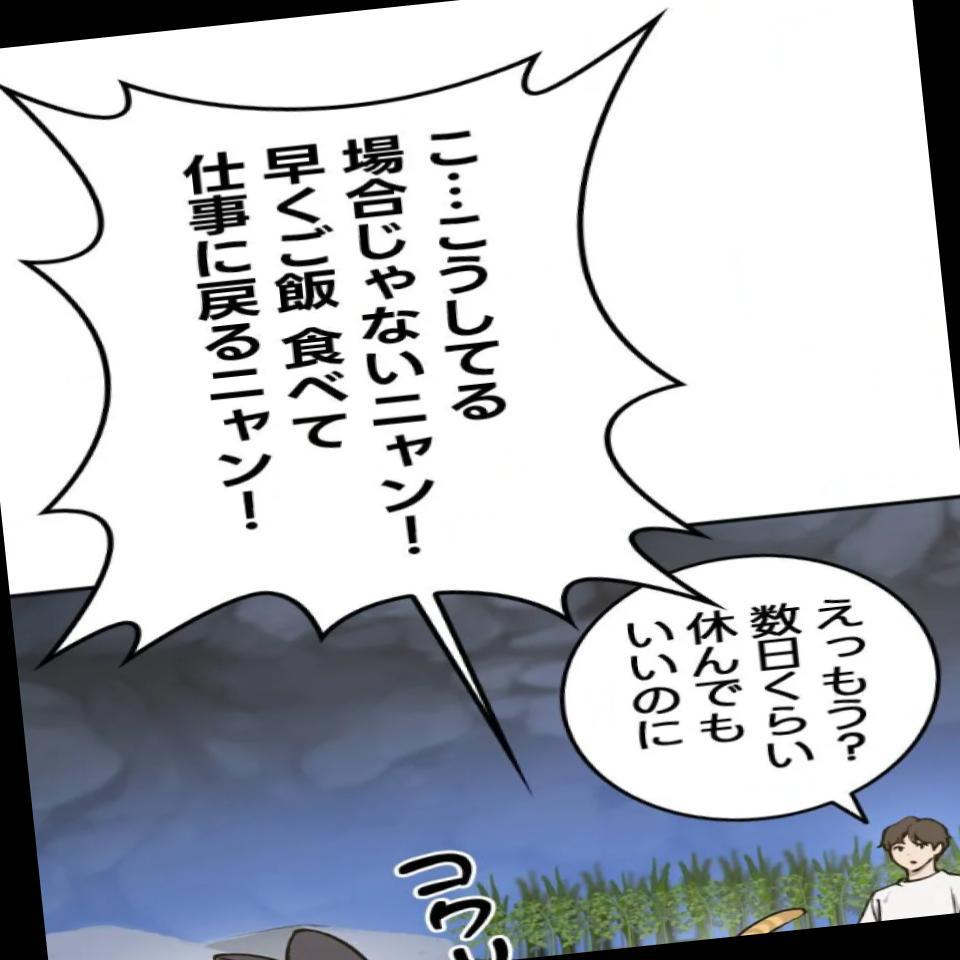 こ…こうしてる
場合じゃないニャン！
早くご飯 食べて
仕事に戻るニャン！
えっもう？
数日くらい
休んでも
いいのに
コク